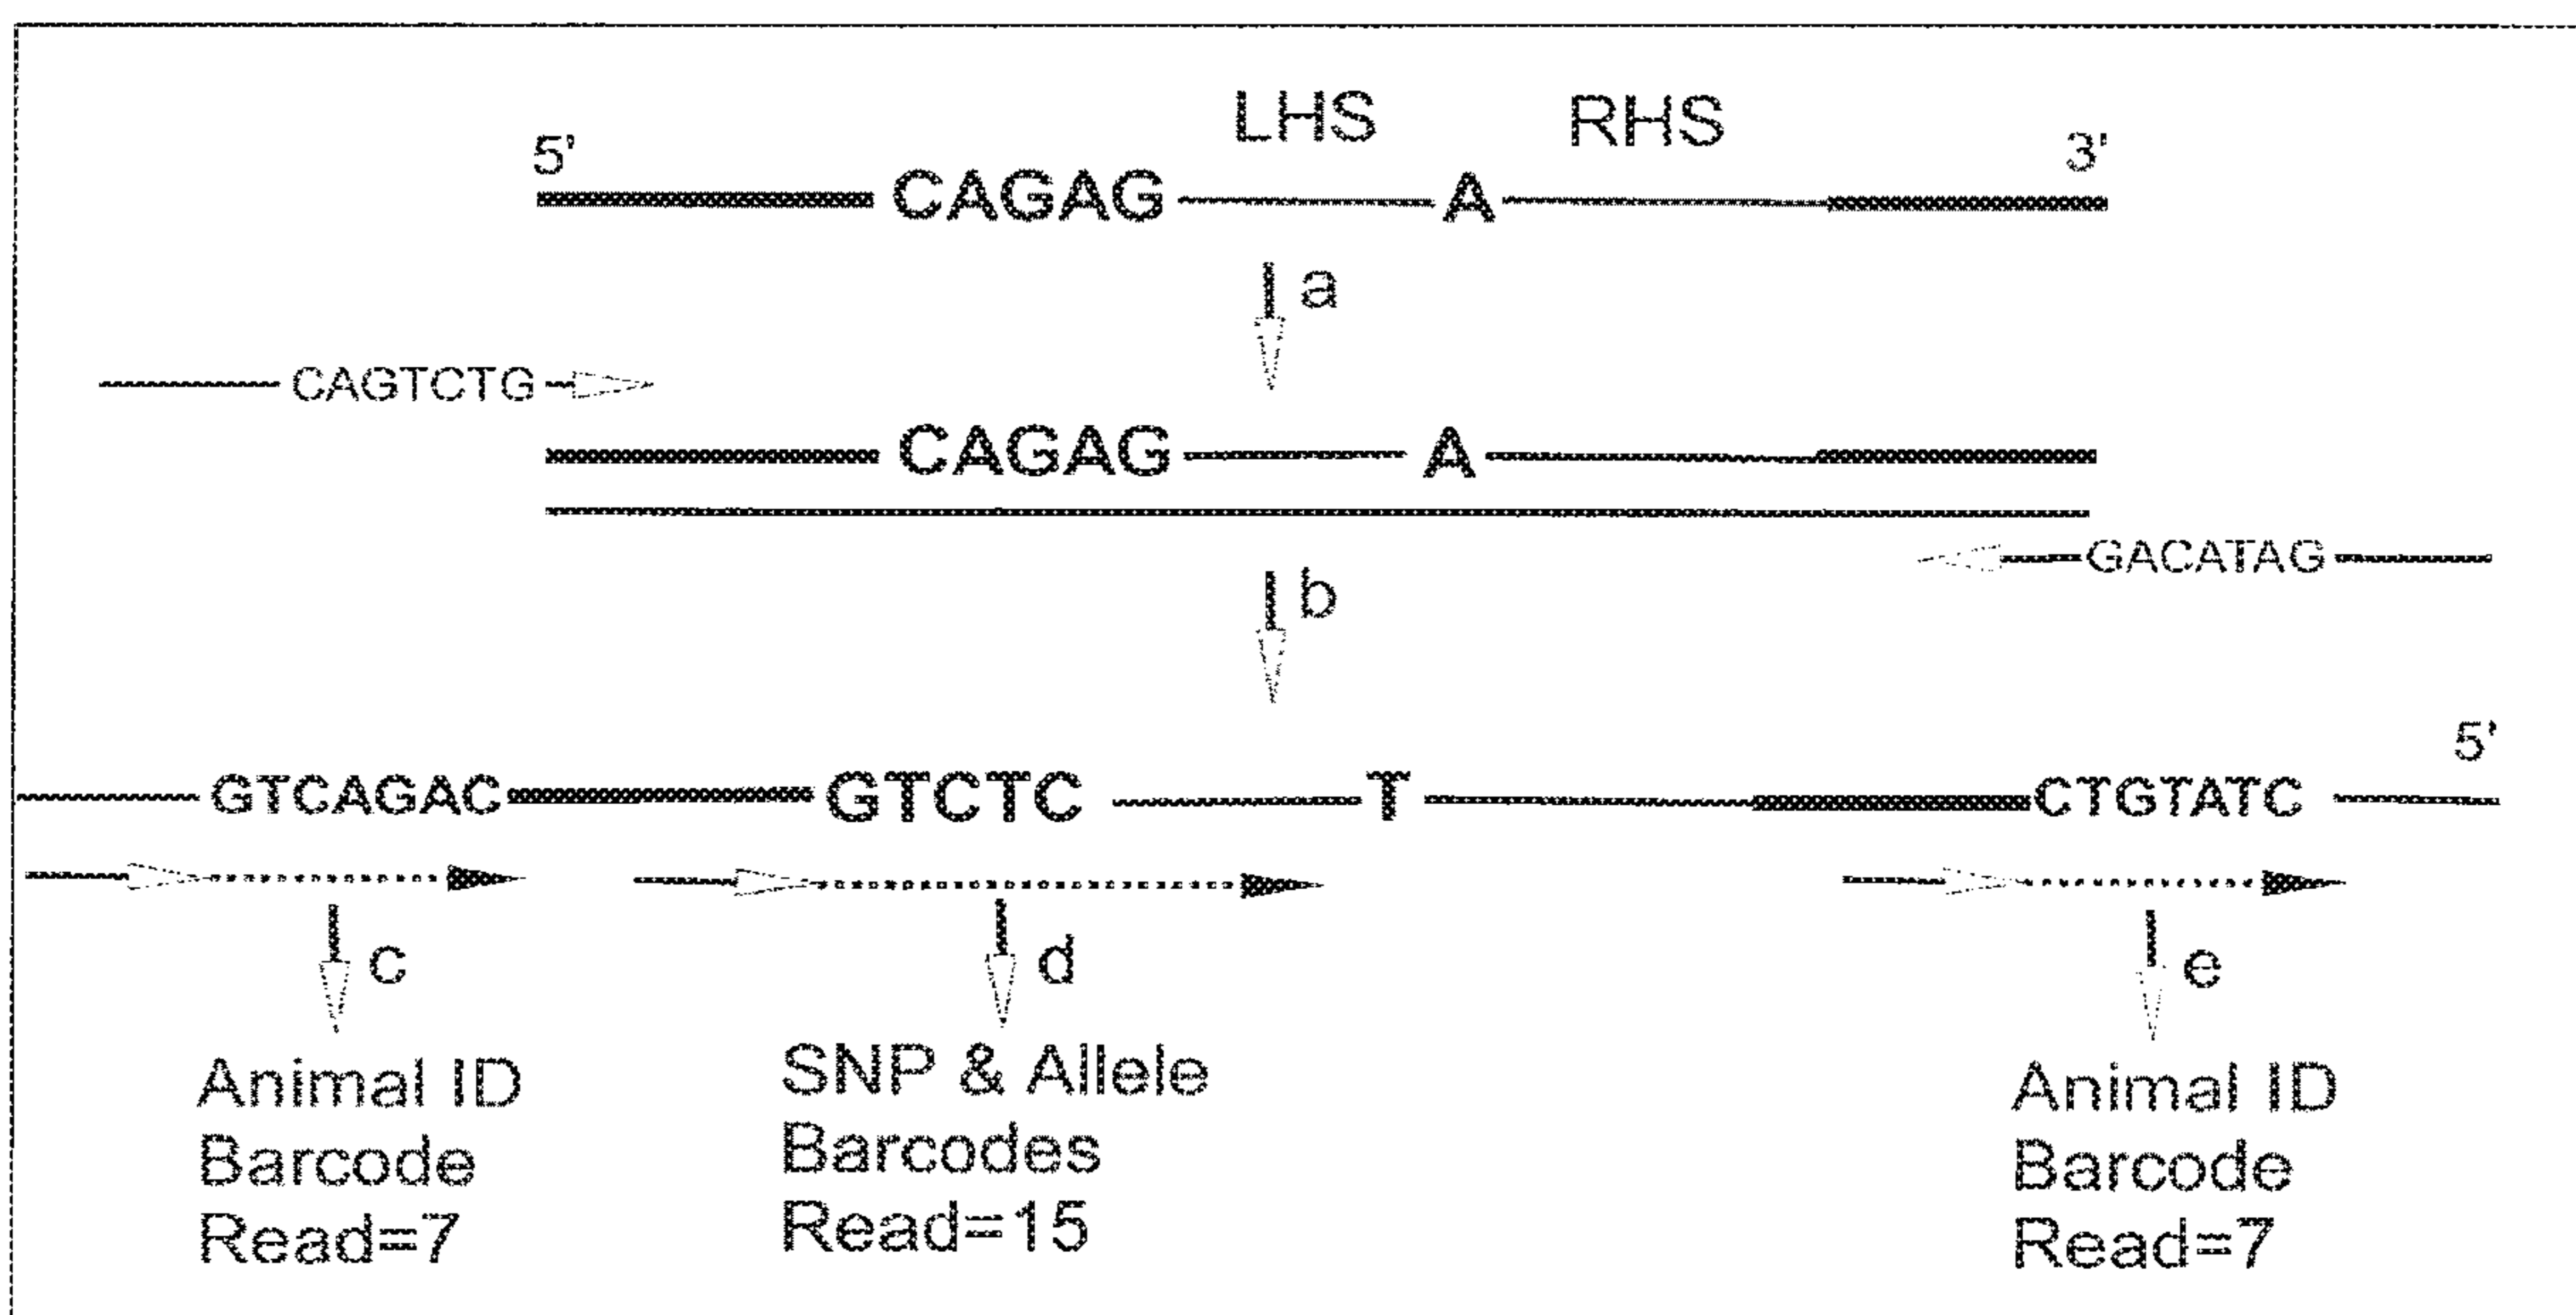 LHS RHS
5' 3'
CAGAG A
a
CAGTCTG
CAGAG A
GACATAG
b
5'
GTCAGAC GTCTC T CTGTATC
c d e
Animal ID SNP & Allele Animal ID
Barcode Barcodes Barcode
Read=7 Read=15 Read=7